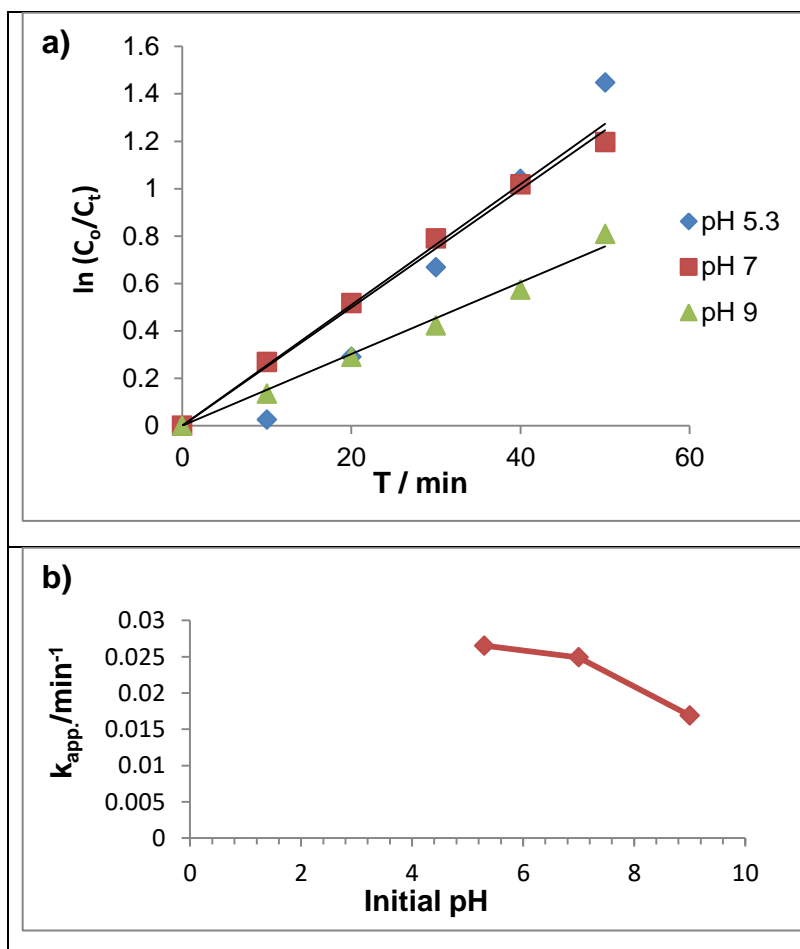 a)
1.6
1.4
1.2
1
0.8
0.6
0.4
0.2
0
ln (Co/Ct)
pH 5.3
pH 7
pH 9
0 20 40 60
T / min
b)
0.03
0.025
0.02
0.015
0.01
0.005
0
kapp./min-1
0 2 4 6 8 10
Initial pH